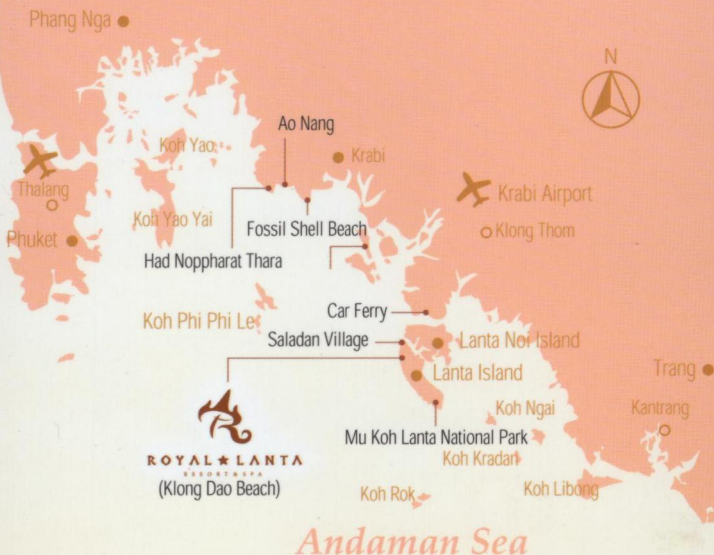 Phang Nga
N
Ao Nang
Koh Yao
Krabi
Thalang
Krabi Airport
Koh Yao Yai
Fossil Shell Beach
Klong Thom
Phuket
Had Noppharat Thara
Car Ferry
Koh Phi Phi Le
Saladan Village
Lanta Noi Island
Lanta Island
Trang
Koh Ngai
Kantrang
Mu Koh Lanta National Park
ROYAL★LANTA
RESORT & SPA
(Klong Dao Beach)
Koh Kradan
Koh Rok
Koh Libong
Andaman Sea